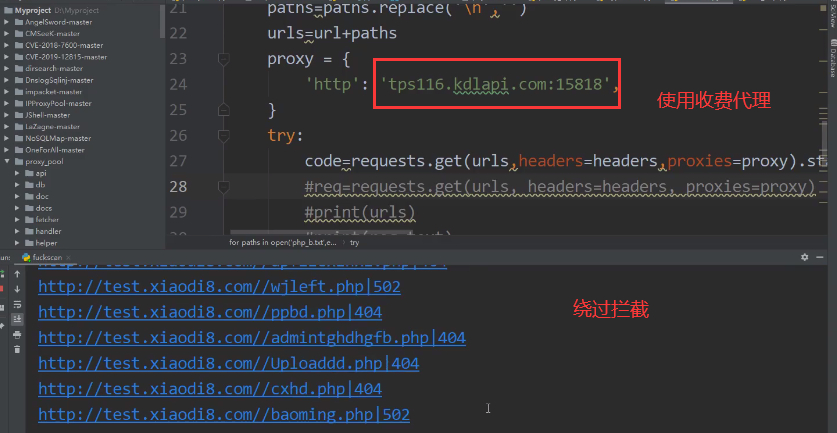 Myproject D:\Myproject
AngelSword-master
CMSeeK-master
CVE-2018-7600-master
CVE-2019-12815-master
dirsearch-master
DnslogSqlinj-master
impacket-master
IPProxyPool-master
JShell-master
LaZagne-master
NoSQLMap-master
OneForAll-master
proxy_pool
api
db
doc
docs
fetcher
handler
helper
21 paths=paths.replace('\n','')
22 urls=url+paths
23 proxy = {
24 'http': 'tps116.kdlapi.com:15818',
使用收费代理
25 }
26 try:
27 code=requests.get(urls,headers=headers,proxies=proxy).st
28 #req=requests.get(urls, headers=headers, proxies=proxy)
29 #print(urls)
for paths in open('php_b.txt',e... › try
SciView
Database
fuckscan
http://test.xiaodi8.com//wjleft.php|502
http://test.xiaodi8.com//ppbd.php|404
绕过拦截
http://test.xiaodi8.com//admintghdhgfb.php|404
http://test.xiaodi8.com//Uploaddd.php|404
http://test.xiaodi8.com//cxhd.php|404
http://test.xiaodi8.com//baoming.php|502